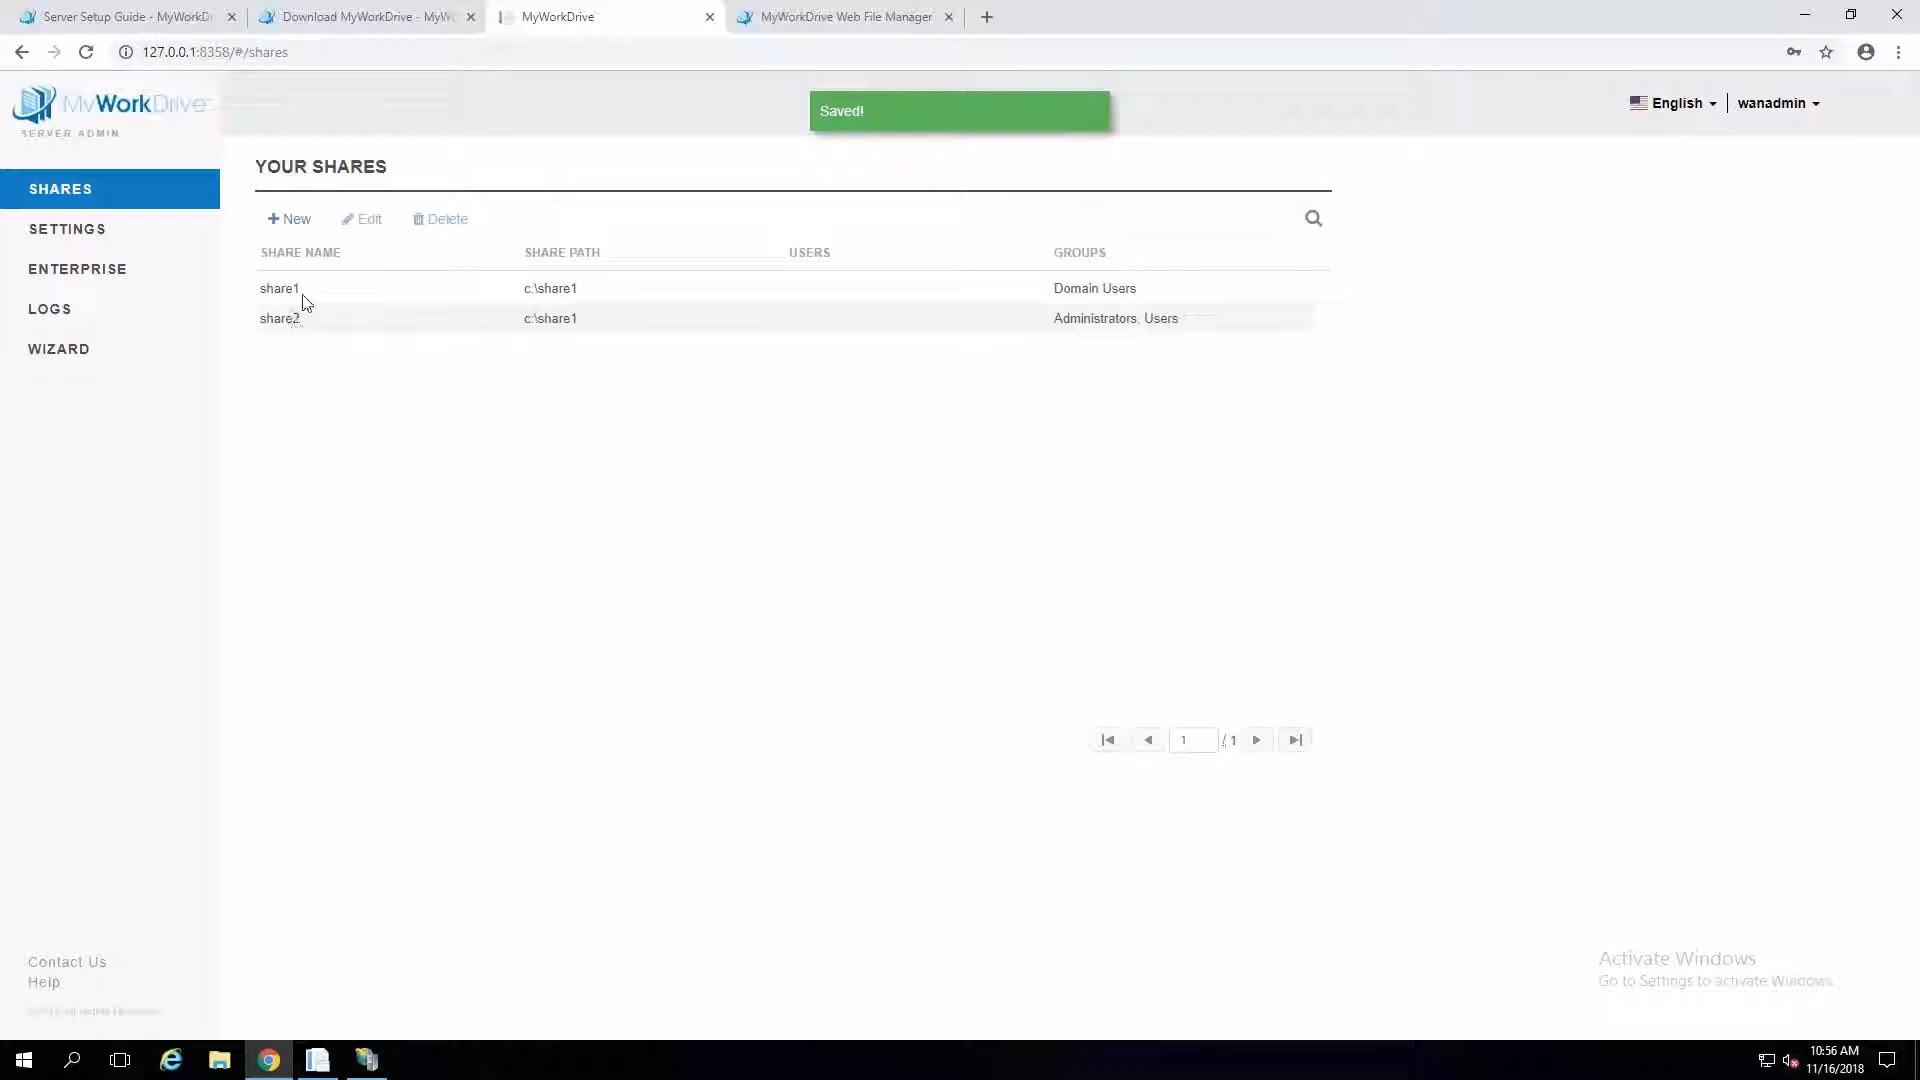 Server Setup Guide - MyWorkD
Download MyWorkDrive - MyW
MyWorkDrive
MyWorkDrive Web File Manager
127.0.0.1:8358/#/shares
MyWorkDrive
SERVER ADMIN
Saved!
English
wanadmin
SHARES
SETTINGS
ENTERPRISE
LOGS
WIZARD
YOUR SHARES
New
Edit
Delete
SHARE NAME
SHARE PATH
USERS
GROUPS
share1
c:\share1
Domain Users
share2
c:\share1
Administrators, Users
1
/ 1
Contact Us
Help
Activate Windows
Go to Settings to activate Windows.
10:56 AM
11/16/2018